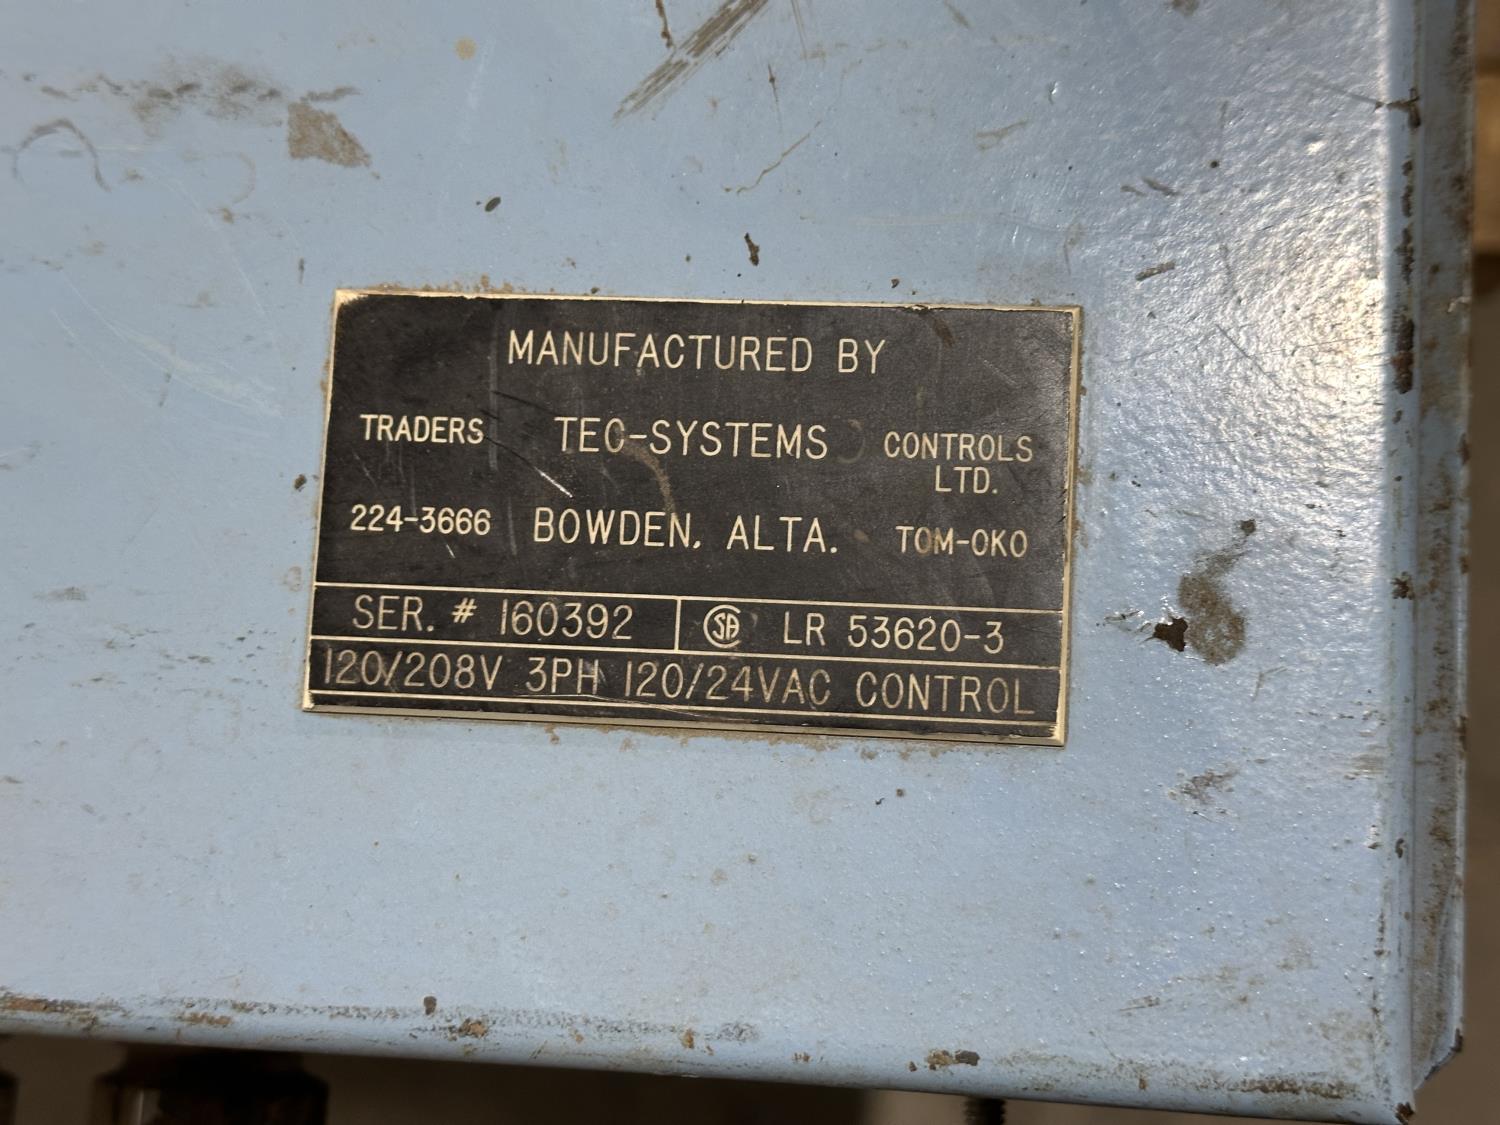 MANUFACTURED BY
TRADERS TEC-SYSTEMS CONTROLS LTD.
224-3666 BOWDEN, ALTA. TOM-OKO
SER. # 160392 SA LR 53620-3
120/208V 3PH 120/24VAC CONTROL